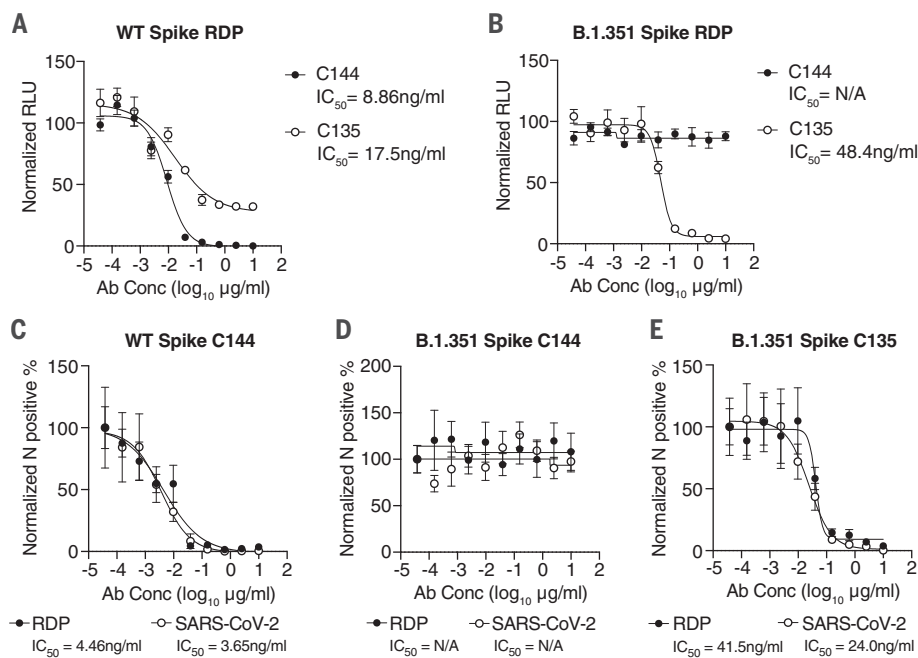 A
WT Spike RDP
Normalized RLU
150
100
50
0
-5 -4 -3 -2 -1 0 1 2
Ab Conc (log10 µg/ml)
C144
IC50= 8.86ng/ml
C135
IC50= 17.5ng/ml
B
B.1.351 Spike RDP
Normalized RLU
150
100
50
0
-5 -4 -3 -2 -1 0 1 2
Ab Conc (log10 µg/ml)
C144
IC50= N/A
C135
IC50= 48.4ng/ml
C
WT Spike C144
Normalized N positive %
150
100
50
0
-5 -4 -3 -2 -1 0 1 2
Ab Conc (log10 µg/ml)
RDP
IC50 = 4.46ng/ml
SARS-CoV-2
IC50 = 3.65ng/ml
D
B.1.351 Spike C144
Normalized N positive %
200
150
100
50
0
-5 -4 -3 -2 -1 0 1 2
Ab Conc (log10 µg/ml)
RDP
IC50 = N/A
SARS-CoV-2
IC50 = N/A
E
B.1.351 Spike C135
Normalized N positive %
150
100
50
0
-5 -4 -3 -2 -1 0 1 2
Ab Conc (log10 µg/ml)
RDP
IC50 = 41.5ng/ml
SARS-CoV-2
IC50 = 24.0ng/ml